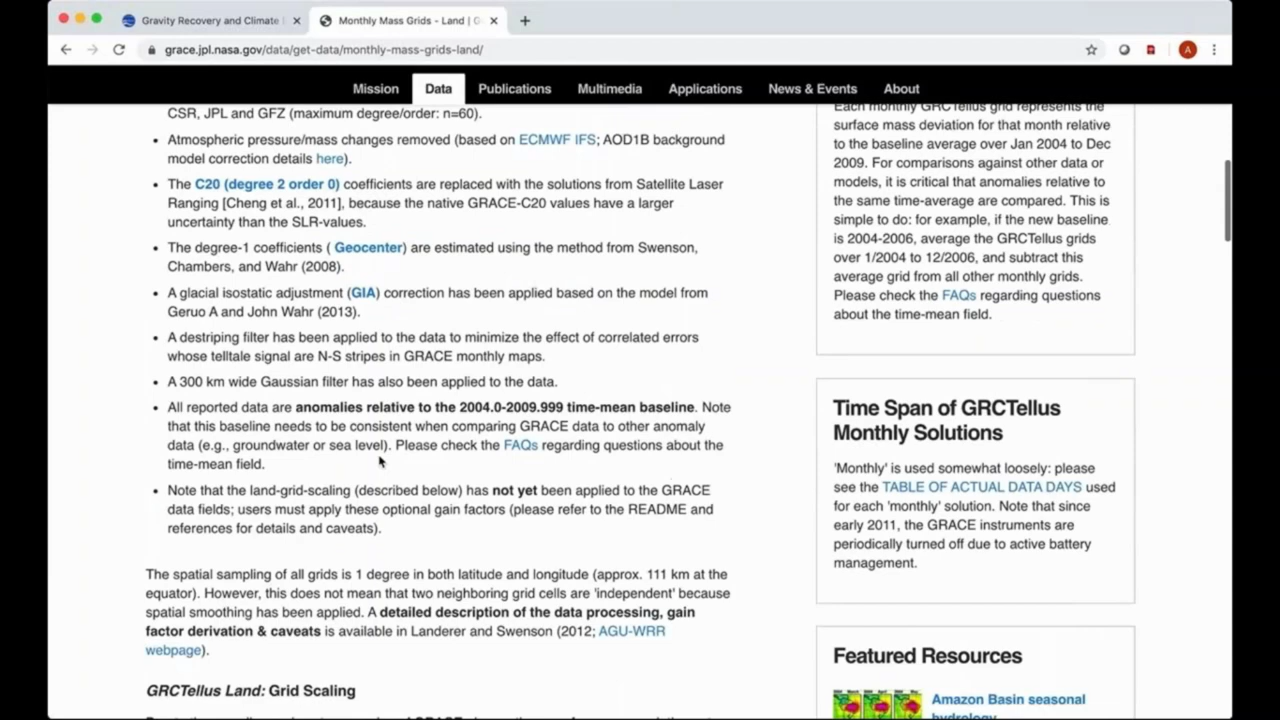 Gravity Recovery and Climate
Monthly Mass Grids - Land | G
grace.jpl.nasa.gov/data/get-data/monthly-mass-grids-land/
A
Mission Data Publications Multimedia Applications News & Events About
CSR, JPL and GFZ (maximum degree/order: n=60).
Atmospheric pressure/mass changes removed (based on ECMWF IFS; AOD1B background
model correction details here).
The C20 (degree 2 order 0) coefficients are replaced with the solutions from Satellite Laser
Ranging [Cheng et al., 2011], because the native GRACE-C20 values have a larger
uncertainty than the SLR-values.
The degree-1 coefficients ( Geocenter) are estimated using the method from Swenson,
Chambers, and Wahr (2008).
A glacial isostatic adjustment (GIA) correction has been applied based on the model from
Geruo A and John Wahr (2013).
A destriping filter has been applied to the data to minimize the effect of correlated errors
whose telltale signal are N-S stripes in GRACE monthly maps.
A 300 km wide Gaussian filter has also been applied to the data.
All reported data are anomalies relative to the 2004.0-2009.999 time-mean baseline. Note
that this baseline needs to be consistent when comparing GRACE data to other anomaly
data (e.g., groundwater or sea level). Please check the FAQs regarding questions about the
time-mean field.
Note that the land-grid-scaling (described below) has not yet been applied to the GRACE
data fields; users must apply these optional gain factors (please refer to the README and
references for details and caveats).
The spatial sampling of all grids is 1 degree in both latitude and longitude (approx. 111 km at the
equator). However, this does not mean that two neighboring grid cells are 'independent' because
spatial smoothing has been applied. A detailed description of the data processing, gain
factor derivation & caveats is available in Landerer and Swenson (2012; AGU-WRR
webpage).
GRCTellus Land: Grid Scaling
Each monthly GRCTellus grid represents the
surface mass deviation for that month relative
to the baseline average over Jan 2004 to Dec
2009. For comparisons against other data or
models, it is critical that anomalies relative to
the same time-average are compared. This is
simple to do: for example, if the new baseline
is 2004-2006, average the GRCTellus grids
over 1/2004 to 12/2006, and subtract this
average grid from all other monthly grids.
Please check the FAQs regarding questions
about the time-mean field.
Time Span of GRCTellus
Monthly Solutions
'Monthly' is used somewhat loosely: please
see the TABLE OF ACTUAL DATA DAYS used
for each 'monthly' solution. Note that since
early 2011, the GRACE instruments are
periodically turned off due to active battery
management.
Featured Resources
Amazon Basin seasonal
hydrology